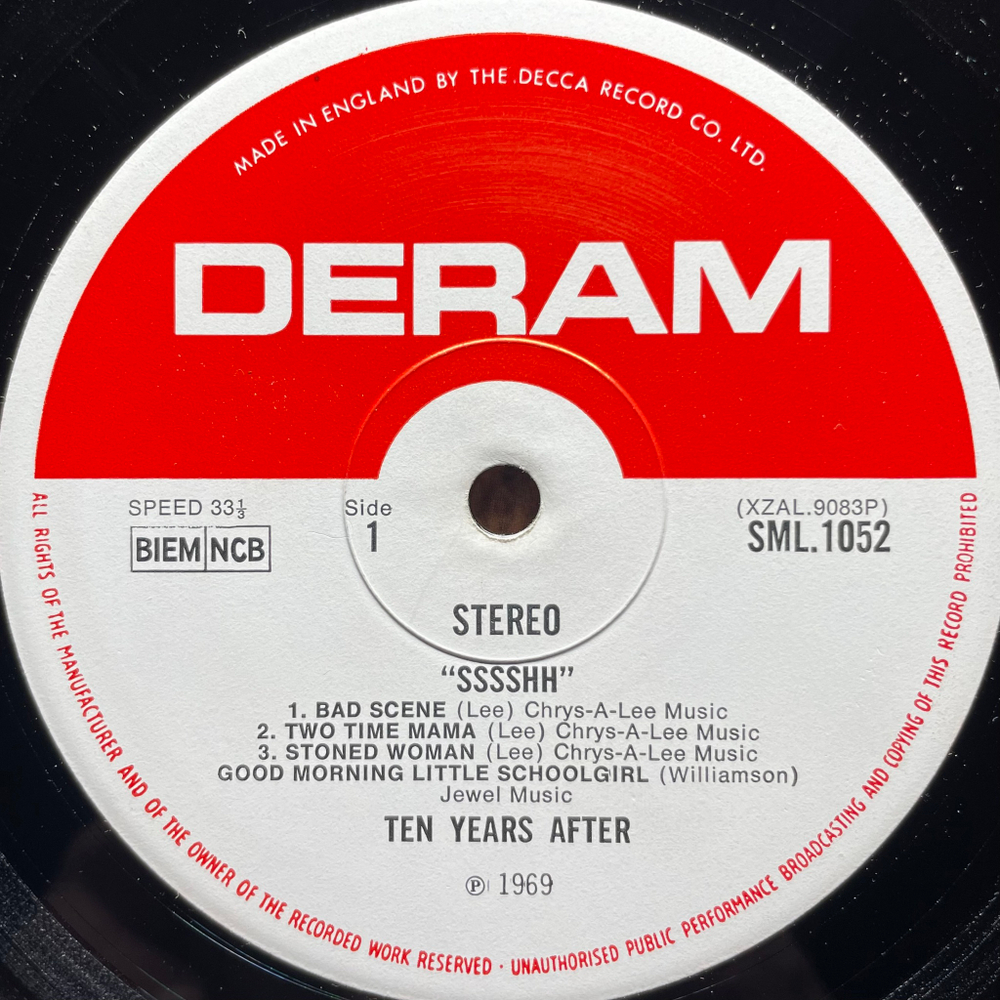 MADE IN ENGLAND BY THE DECCA RECORD CO. LTD.
DERAM
SPEED 33⅓
BIEM NCB
Side
1
(XZAL.9083P)
SML.1052
STEREO
“SSSSHH”
1. BAD SCENE (Lee) Chrys-A-Lee Music
2. TWO TIME MAMA (Lee) Chrys-A-Lee Music
3. STONED WOMAN (Lee) Chrys-A-Lee Music
GOOD MORNING LITTLE SCHOOLGIRL (Williamson)
Jewel Music
TEN YEARS AFTER
℗ 1969
ALL RIGHTS OF THE MANUFACTURER AND OF THE OWNER OF THE RECORDED WORK RESERVED · UNAUTHORISED PUBLIC PERFORMANCE BROADCASTING AND COPYING OF THIS RECORD PROHIBITED